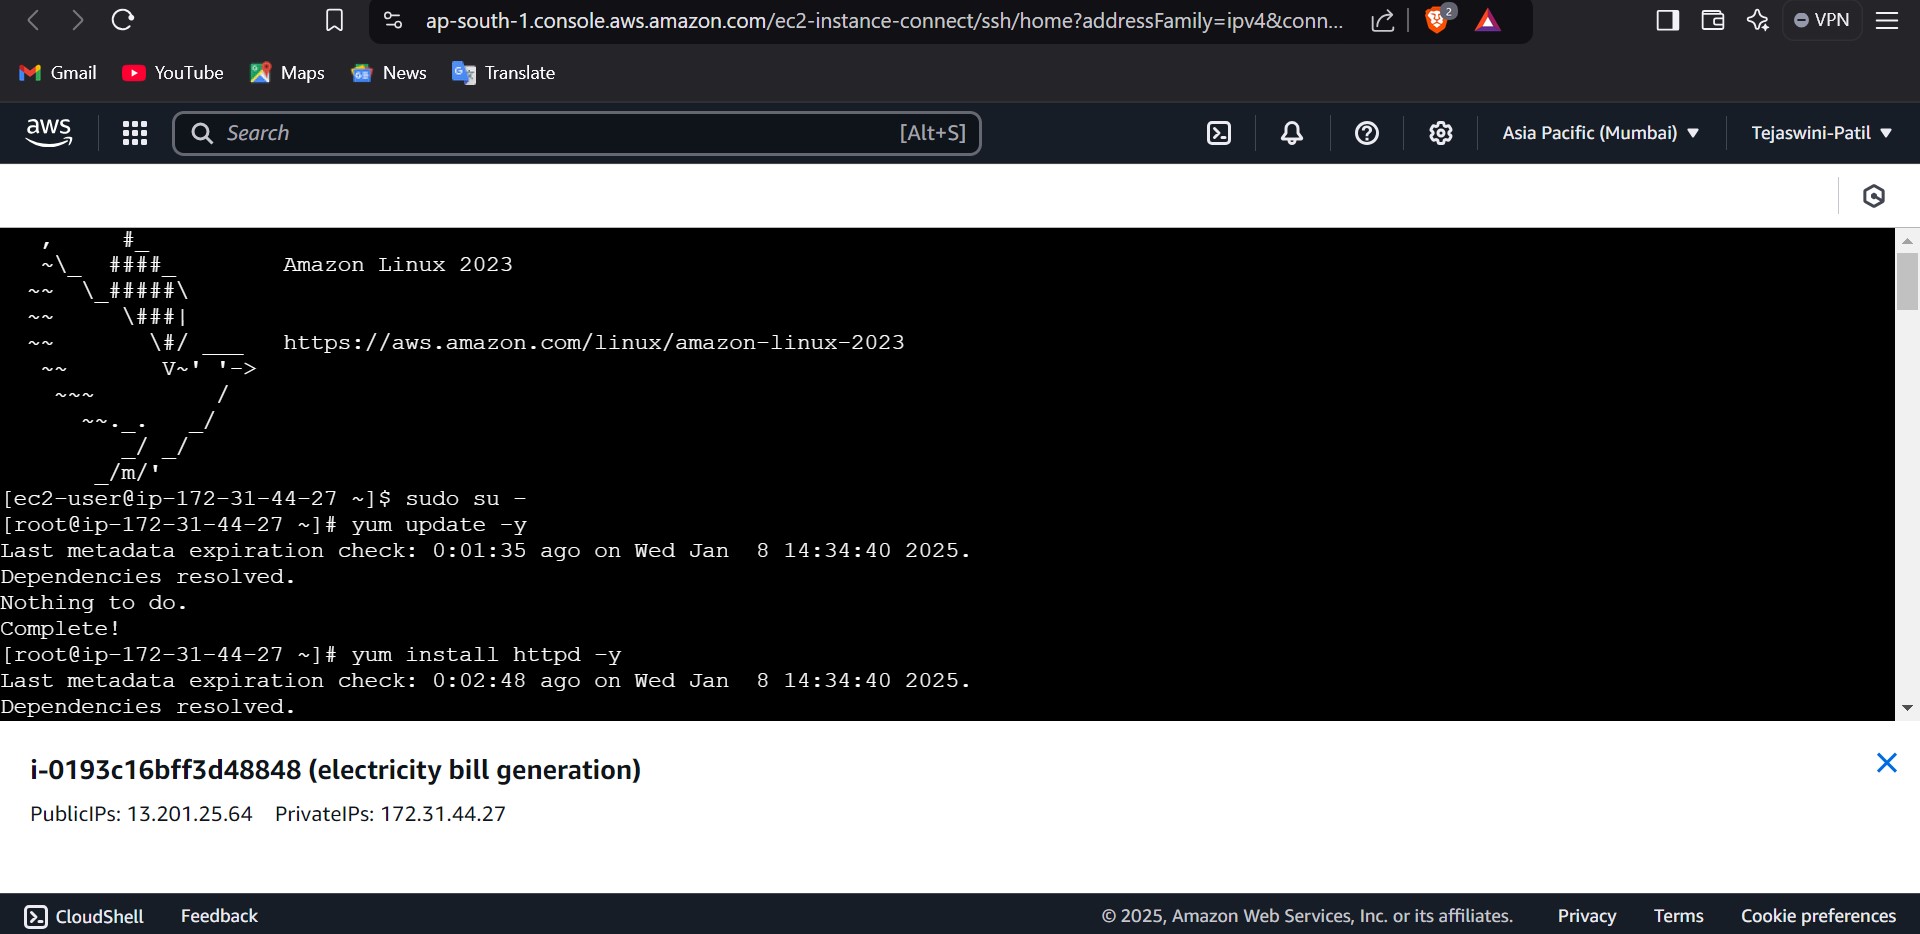 ap-south-1.console.aws.amazon.com/ec2-instance-connect/ssh/home?addressFamily=ipv4&conn...
2
VPN
Gmail YouTube Maps News Translate
aws
Search [Alt+S]
Asia Pacific (Mumbai) Tejaswini-Patil
   ,     #_
   ~\_  ####_        Amazon Linux 2023
  ~~  \_#####\
  ~~     \###|
  ~~       \#/ ___   https://aws.amazon.com/linux/amazon-linux-2023
   ~~       V~' '->
    ~~~         /
      ~~._.   _/
         _/ _/
       _/m/'
[ec2-user@ip-172-31-44-27 ~]$ sudo su -
[root@ip-172-31-44-27 ~]# yum update -y
Last metadata expiration check: 0:01:35 ago on Wed Jan  8 14:34:40 2025.
Dependencies resolved.
Nothing to do.
Complete!
[root@ip-172-31-44-27 ~]# yum install httpd -y
Last metadata expiration check: 0:02:48 ago on Wed Jan  8 14:34:40 2025.
Dependencies resolved.
i-0193c16bff3d48848 (electricity bill generation)
PublicIPs: 13.201.25.64 PrivateIPs: 172.31.44.27
CloudShell Feedback © 2025, Amazon Web Services, Inc. or its affiliates. Privacy Terms Cookie preferences